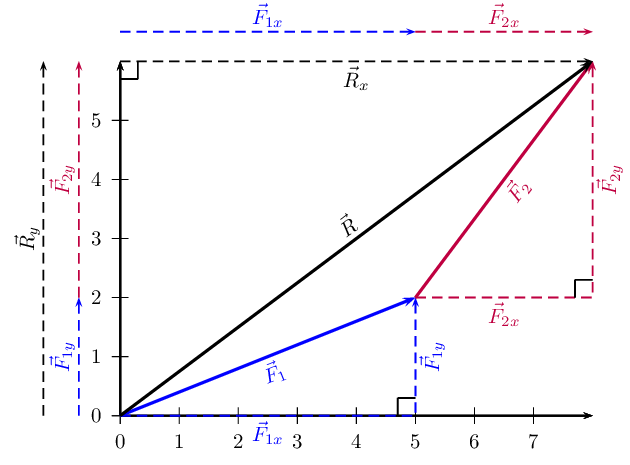 F⃗₁ₓ F⃗₂ₓ
R⃗ₓ
5
4
F⃗₂y F⃗₂ F⃗₂y
3
R⃗y R⃗
2
F⃗₂ₓ
1
F⃗₁y F⃗₁ F⃗₁y
0
F⃗₁ₓ
0 1 2 3 4 5 6 7